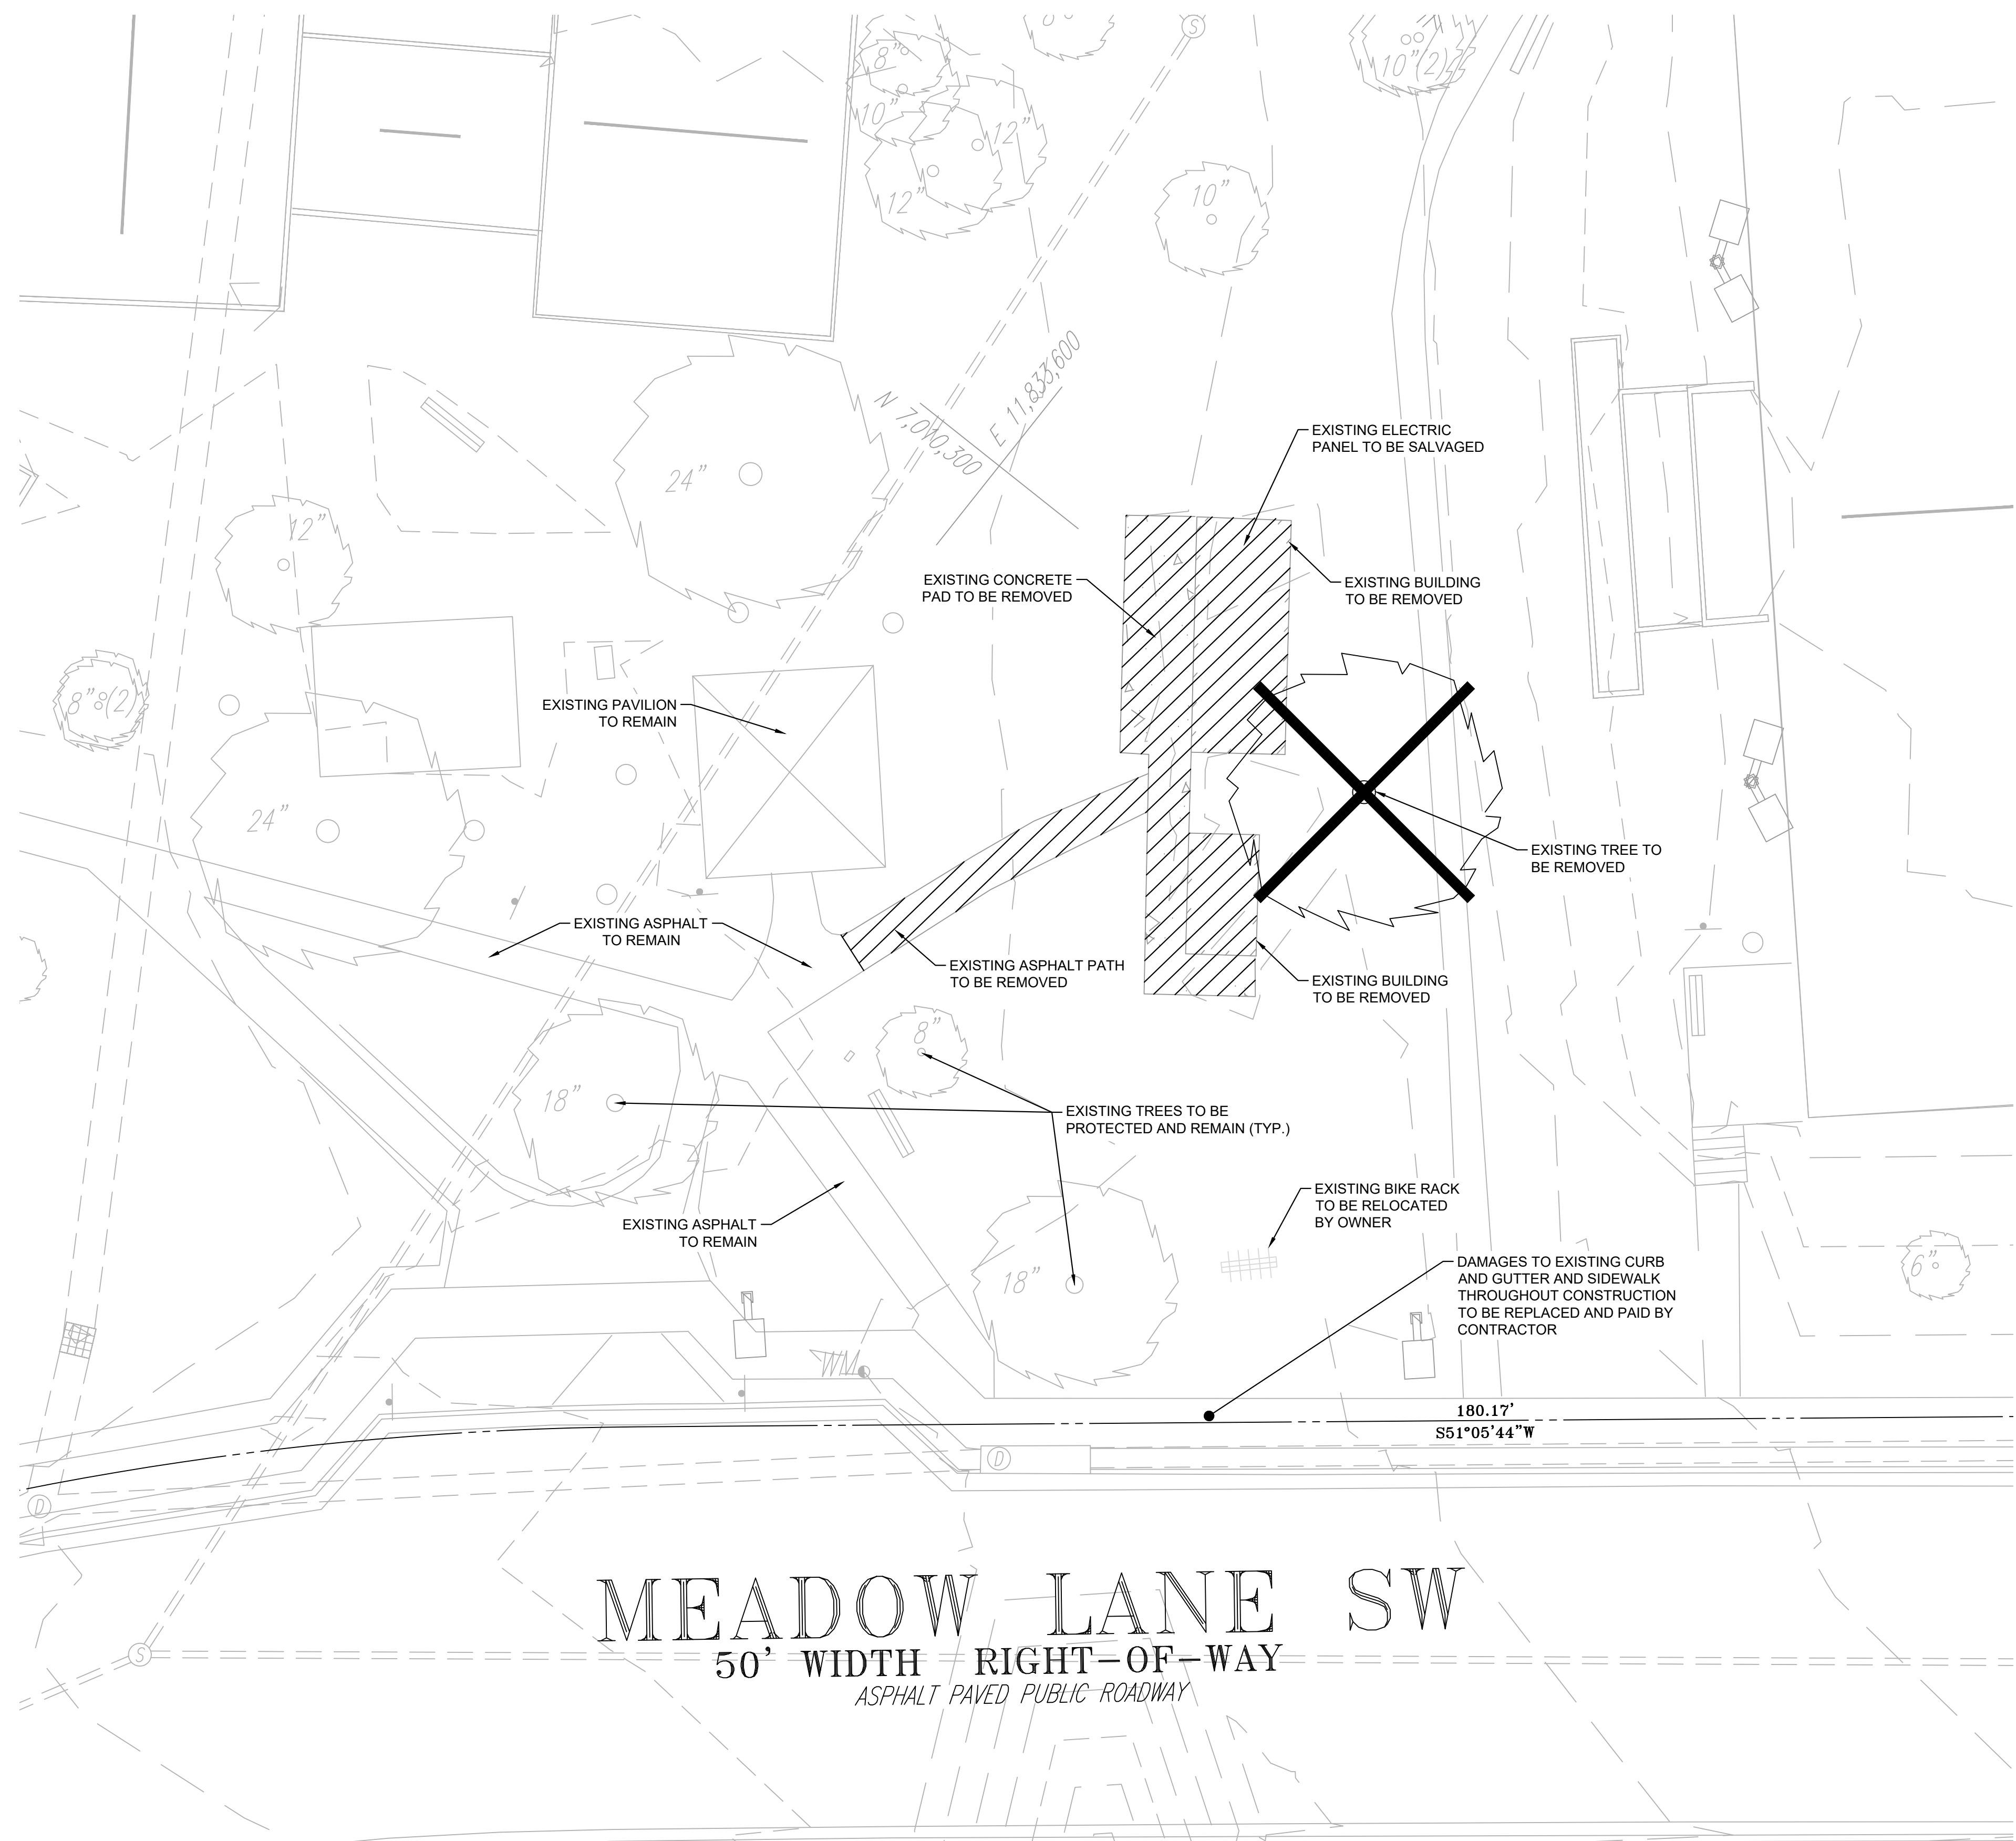 8"
S
8"
10"(2)
10"
12"
12"
10"
E 11,833,600
N 7,010,300
24"
EXISTING ELECTRIC
PANEL TO BE SALVAGED
12"
EXISTING CONCRETE
PAD TO BE REMOVED
EXISTING BUILDING
TO BE REMOVED
8" (2)
EXISTING PAVILION
TO REMAIN
24"
EXISTING TREE TO
BE REMOVED
EXISTING ASPHALT
TO REMAIN
EXISTING ASPHALT PATH
TO BE REMOVED
EXISTING BUILDING
TO BE REMOVED
8"
18"
EXISTING TREES TO BE
PROTECTED AND REMAIN (TYP.)
EXISTING BIKE RACK
TO BE RELOCATED
BY OWNER
EXISTING ASPHALT
TO REMAIN
18"
6"
DAMAGES TO EXISTING CURB
AND GUTTER AND SIDEWALK
THROUGHOUT CONSTRUCTION
TO BE REPLACED AND PAID BY
CONTRACTOR
WM
180.17'
S51°05'44"W
D
D
MEADOW LANE SW
50' WIDTH RIGHT-OF-WAY
ASPHALT PAVED PUBLIC ROADWAY
S